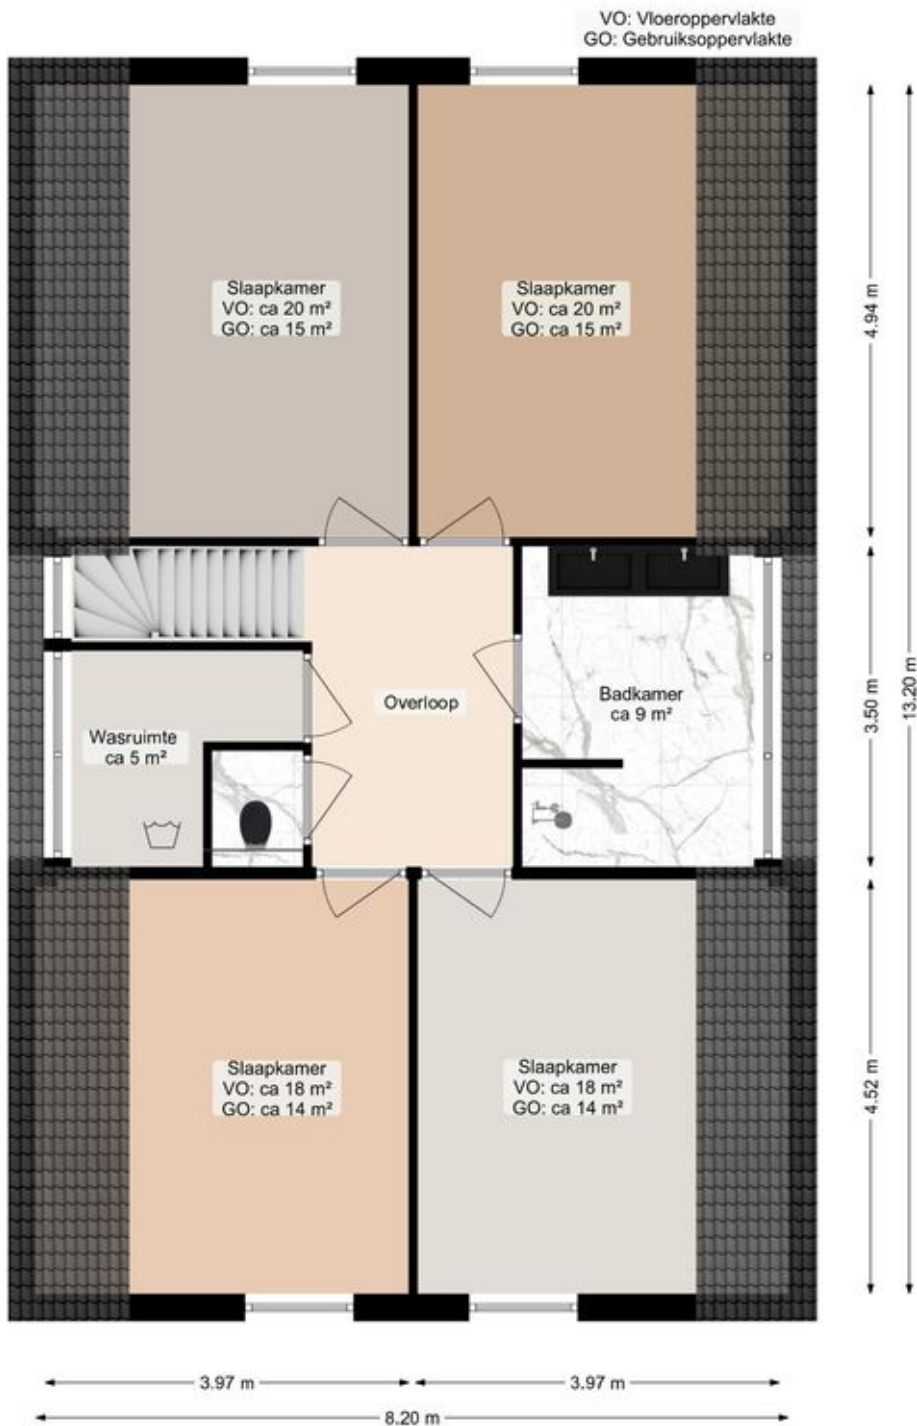 VO: Vloeroppervlakte
GO: Gebruiksoppervlakte
Slaapkamer
VO: ca 20 m²
GO: ca 15 m²
Slaapkamer
VO: ca 20 m²
GO: ca 15 m²
4.94 m
Overloop
Badkamer
ca 9 m²
Wasruimte
ca 5 m²
3.50 m
13.20 m
Slaapkamer
VO: ca 18 m²
GO: ca 14 m²
Slaapkamer
VO: ca 18 m²
GO: ca 14 m²
4.52 m
3.97 m
3.97 m
8.20 m